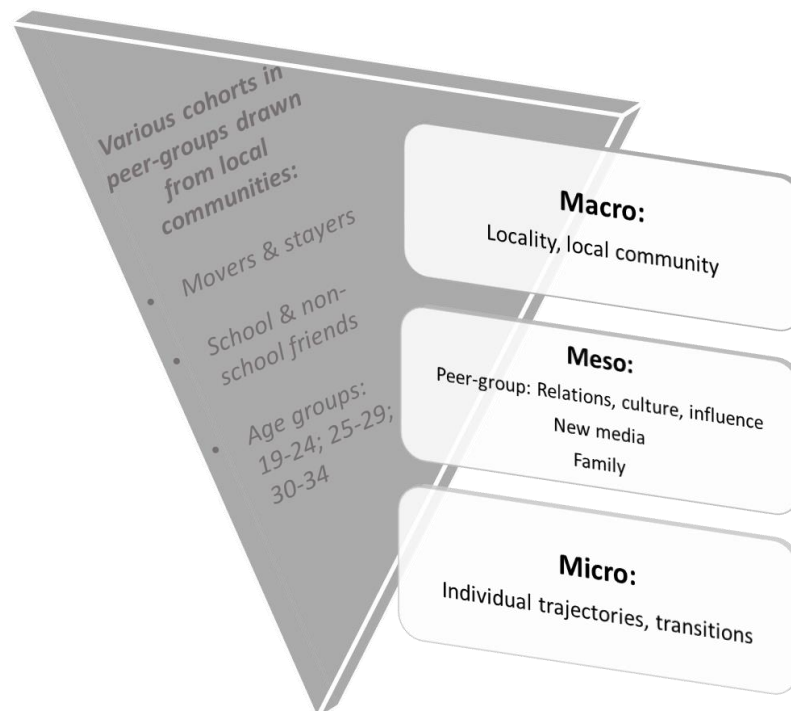 Various cohorts in
peer-groups drawn
from local
communities:
• Movers & stayers
• School & non-
school friends
• Age groups:
19-24; 25-29;
30-34
Macro:
Locality, local community
Meso:
Peer-group: Relations, culture, influence
New media
Family
Micro:
Individual trajectories, transitions